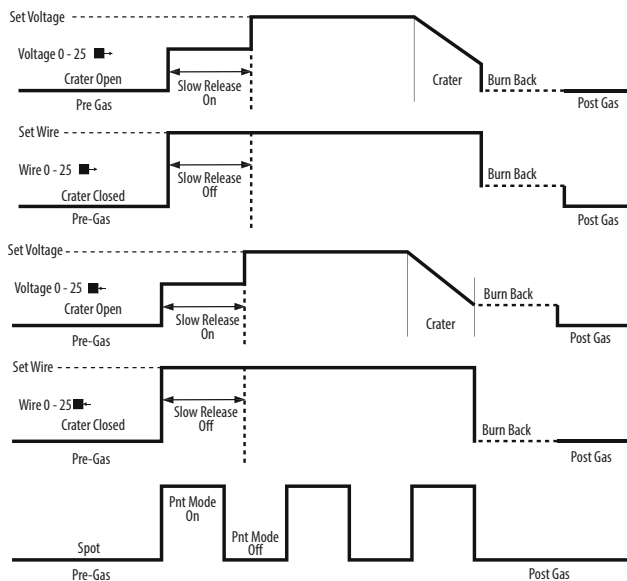 Set Voltage
Voltage 0 - 25
Crater Open
Pre Gas
Slow Release
On
Crater
Burn Back
Post Gas
Set Wire
Wire 0 - 25
Crater Closed
Pre-Gas
Slow Release
Off
Burn Back
Post Gas
Set Voltage
Voltage 0 - 25
Crater Open
Pre-Gas
Slow Release
On
Crater
Burn Back
Post Gas
Set Wire
Wire 0 - 25
Crater Closed
Pre-Gas
Slow Release
Off
Burn Back
Post Gas
Spot
Pre-Gas
Pnt Mode
On
Pnt Mode
Off
Post Gas